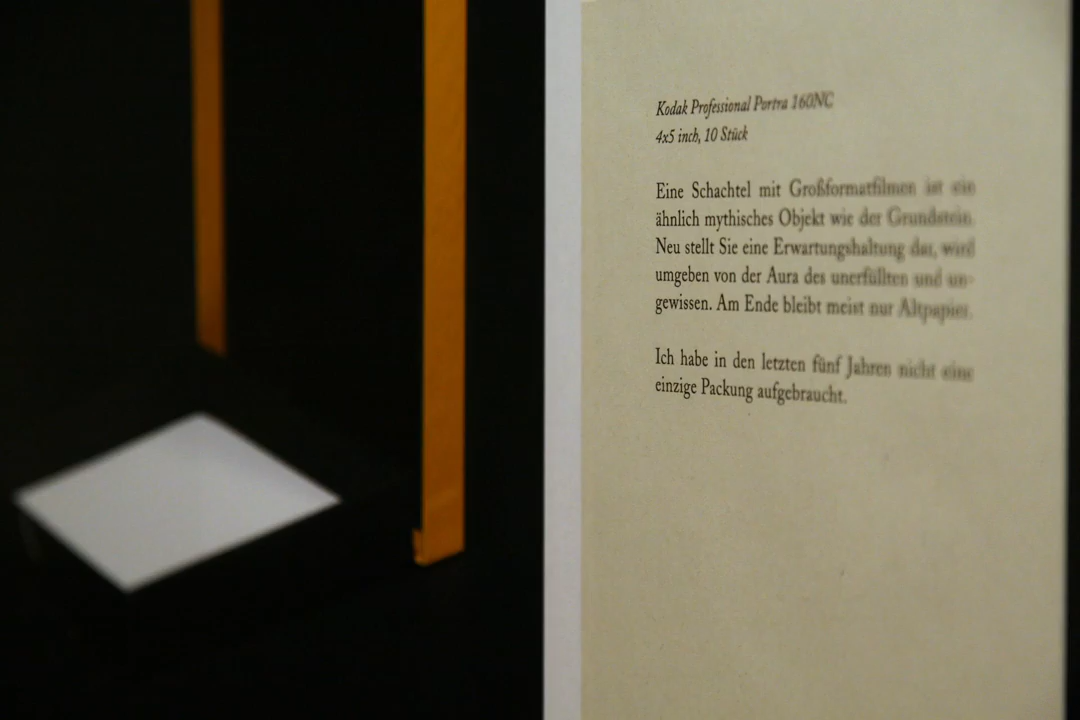 Kodak Professional Portra 160NC
4x5 inch, 10 Stück
Eine Schachtel mit Großformatfilmen ist ein
ähnlich mythisches Objekt wie der Grundstein.
Neu stellt Sie eine Erwartungshaltung dar, wird
umgeben von der Aura des unerfüllten und un-
gewissen. Am Ende bleibt meist nur Altpapier.
Ich habe in den letzten fünf Jahren nicht eine
einzige Packung aufgebraucht.